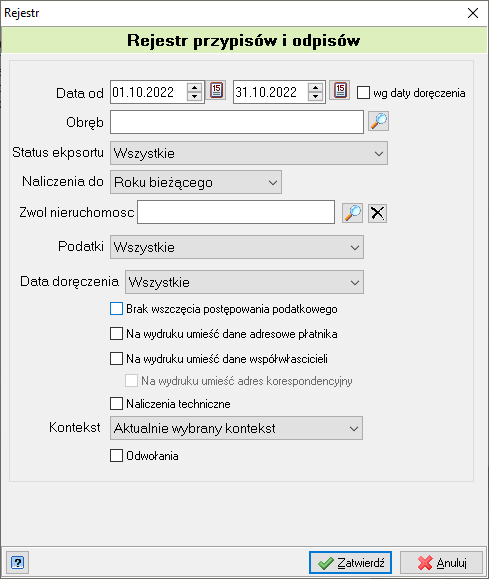 Rejestr
Rejestr przypisów i odpisów
Data od 01.10.2022 15 31.10.2022 15 wg daty doręczenia
Obręb
Status ekpsortu Wszystkie
Naliczenia do Roku bieżącego
Zwol nieruchomosc
Podatki Wszystkie
Data doręczenia Wszystkie
Brak wszczęcia postępowania podatkowego
Na wydruku umieść dane adresowe płatnika
Na wydruku umieść dane współwłascicieli
Na wydruku umieść adres korespondencyjny
Naliczenia techniczne
Kontekst Aktualnie wybrany kontekst
Odwołania
? Zatwierdź Anuluj